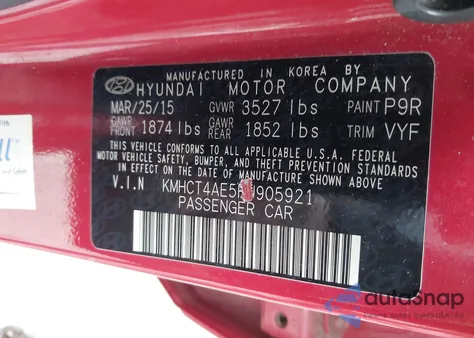 MANUFACTURED IN KOREA BY
HYUNDAI MOTOR COMPANY
MAR/25/15 GVWR 3527 lbs PAINT P9R
GAWR FRONT 1874 lbs GAWR REAR 1852 lbs TRIM VYF
THIS VEHICLE CONFORMS TO ALL APPLICABLE U.S.A. FEDERAL
MOTOR VEHICLE SAFETY, BUMPER, AND THEFT PREVENTION STANDARDS
IN EFFECT ON THE DATE OF MANUFACTURE SHOWN ABOVE.
V.I.N
PASSENGER CAR
autoSnap